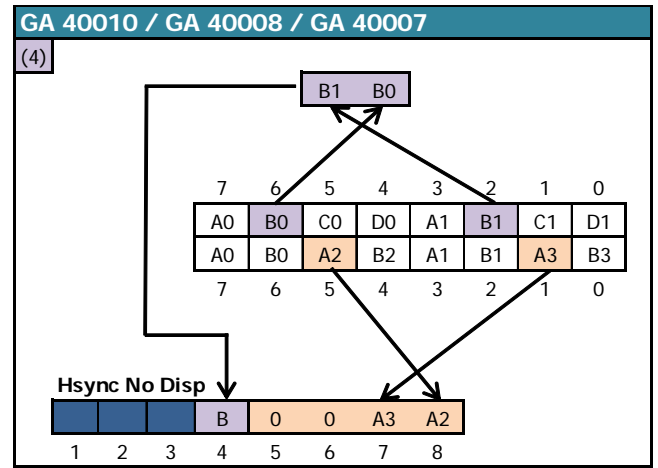 GA 40010 / GA 40008 / GA 40007
(4)
B1 B0
7 6 5 4 3 2 1 0
A0 B0 C0 D0 A1 B1 C1 D1
A0 B0 A2 B2 A1 B1 A3 B3
7 6 5 4 3 2 1 0
Hsync No Disp
B 0 0 A3 A2
1 2 3 4 5 6 7 8